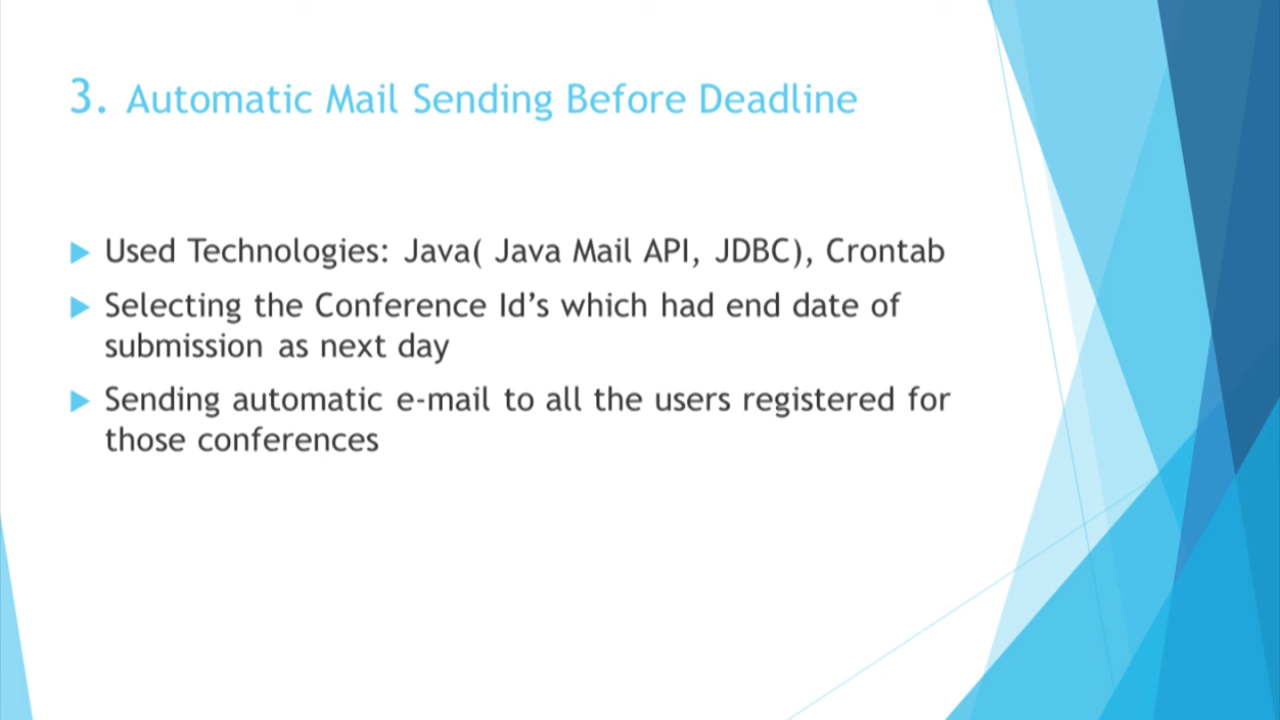 3. Automatic Mail Sending Before Deadline
Used Technologies: Java( Java Mail API, JDBC), Crontab
Selecting the Conference Id’s which had end date of
submission as next day
Sending automatic e-mail to all the users registered for
those conferences